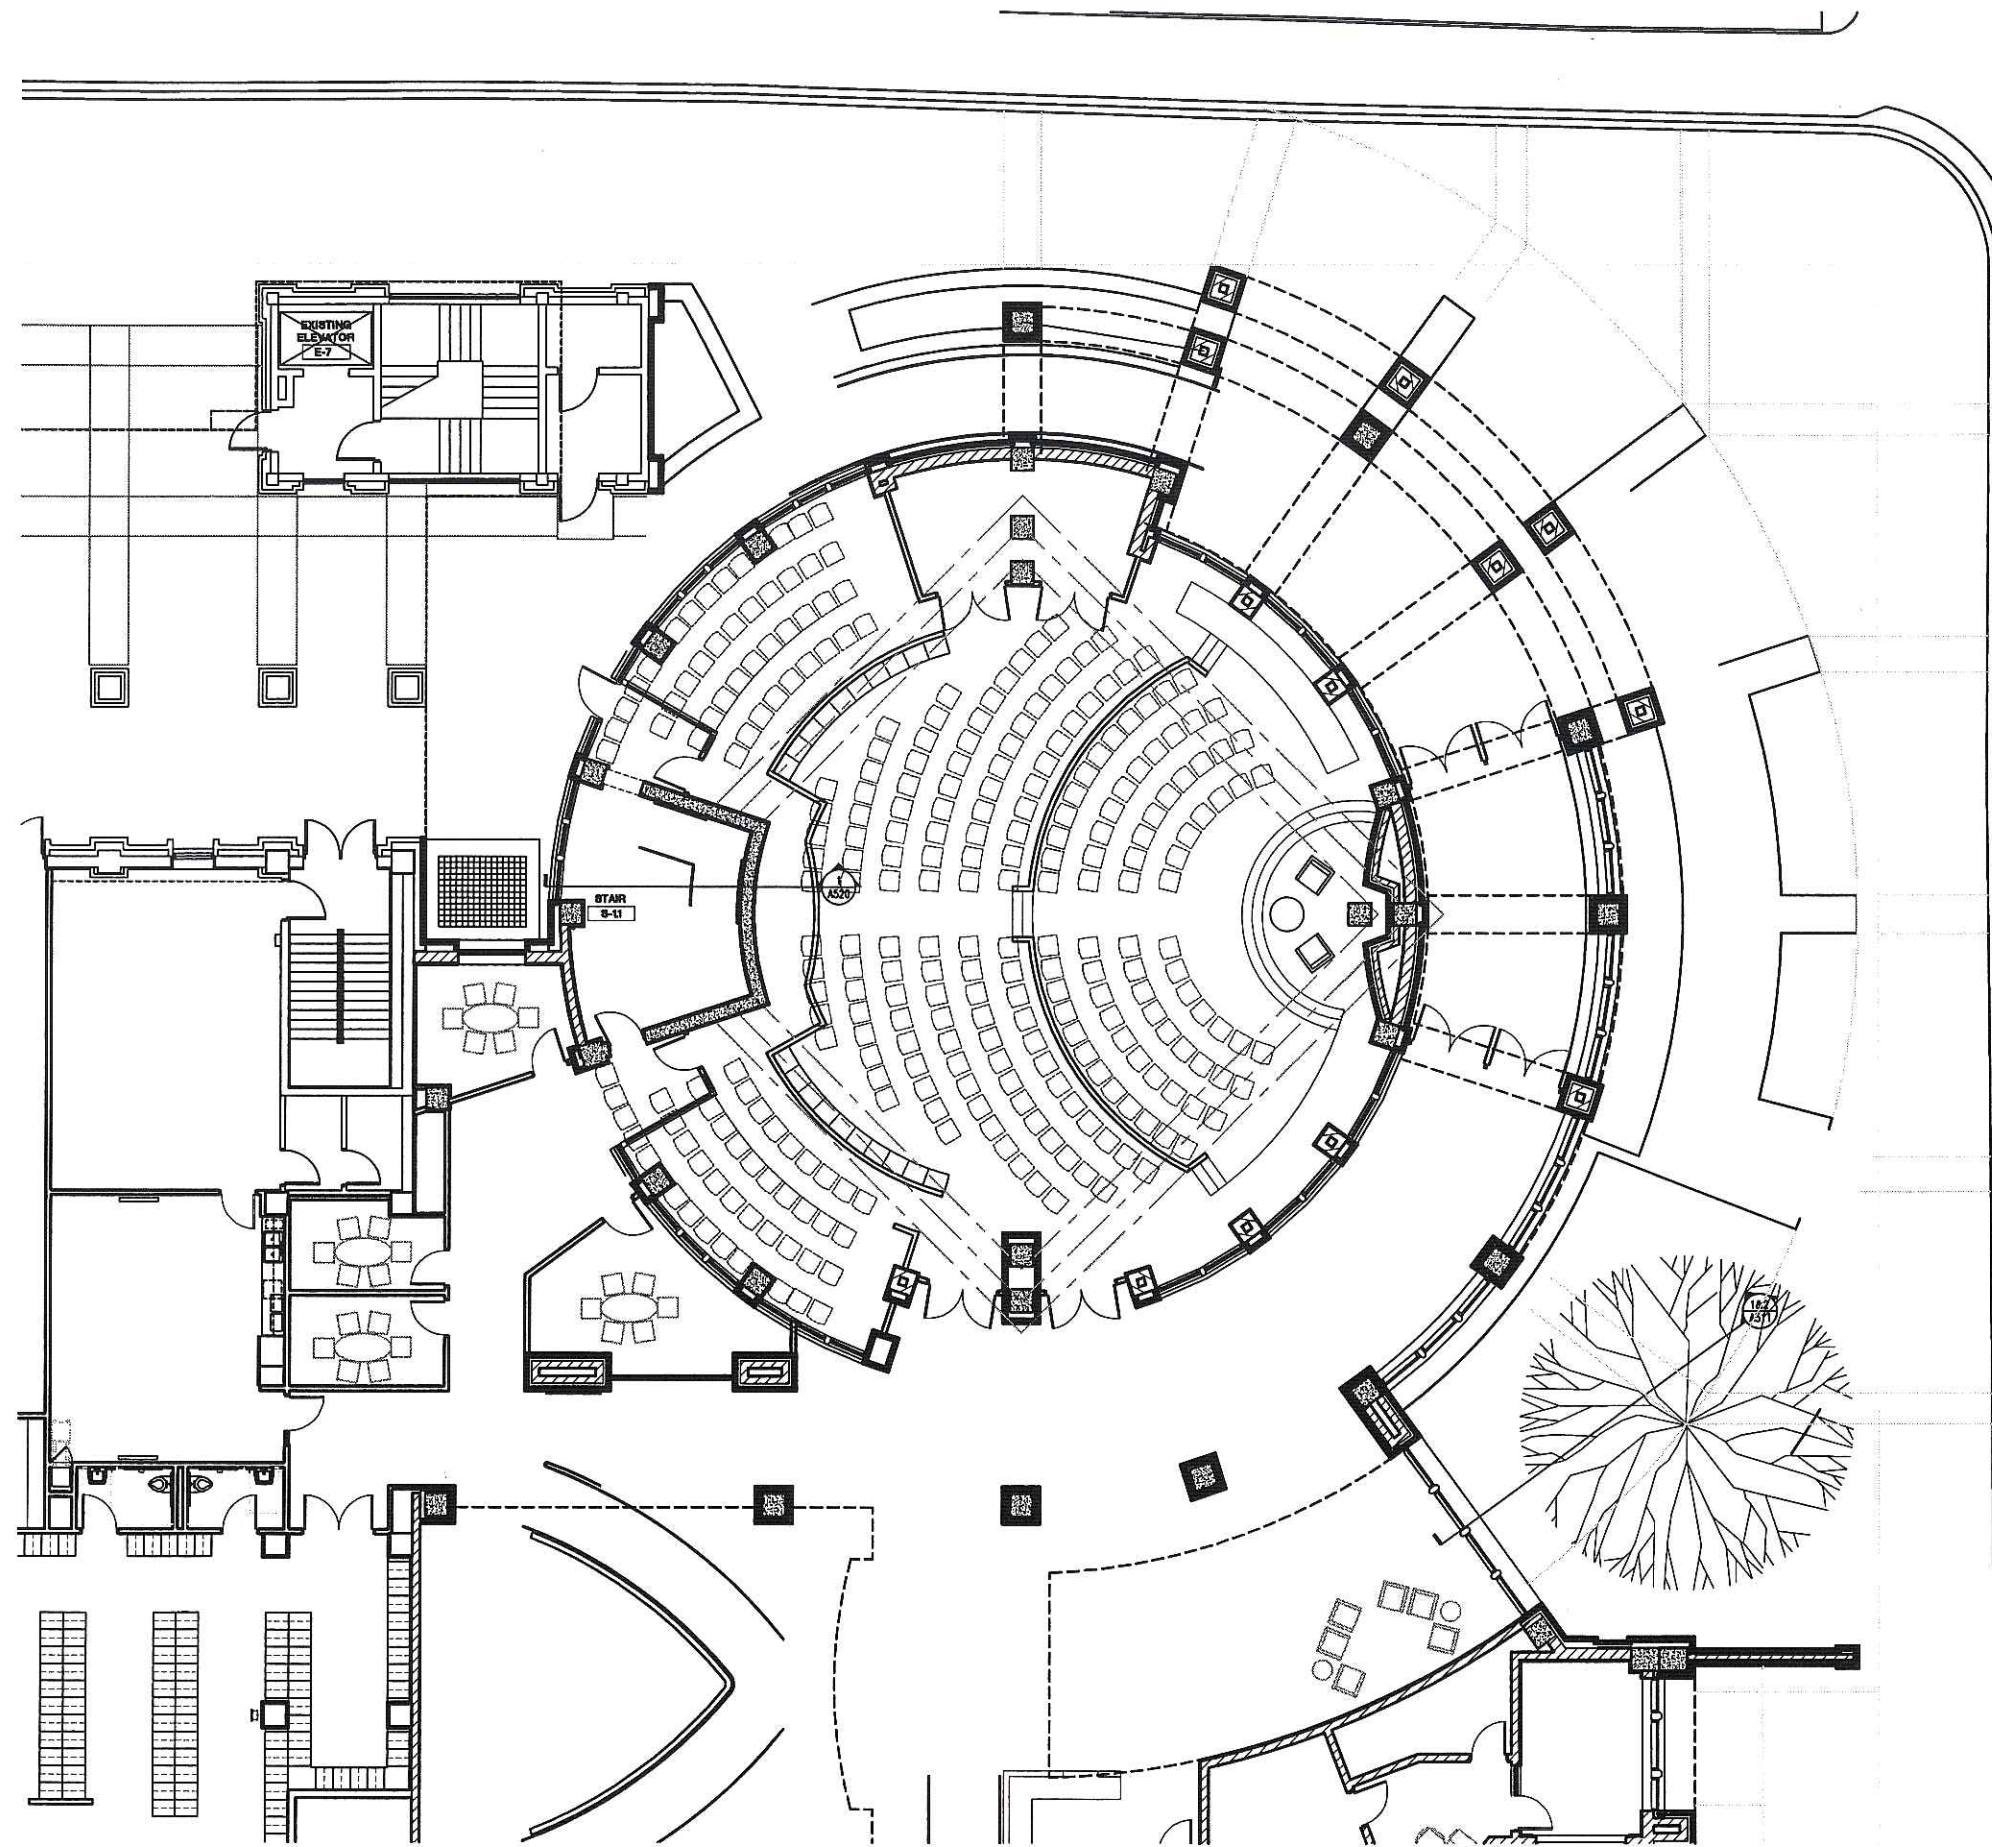 EXISTING
ELEVATOR
E-7
1
A520
STAIR
S-1.1